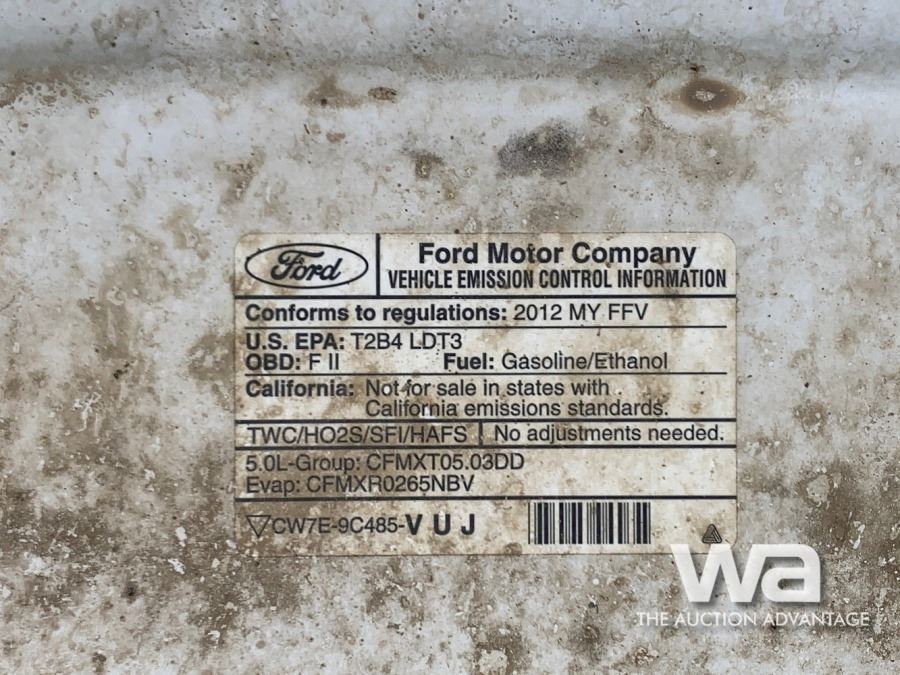 Ford
Ford Motor Company
VEHICLE EMISSION CONTROL INFORMATION
Conforms to regulations: 2012 MY FFV
U.S. EPA: T2B4 LDT3
OBD: F II Fuel: Gasoline/Ethanol
California: Not for sale in states with
California emissions standards.
TWC/HO2S/SFI/HAFS No adjustments needed.
5.0L-Group: CFMXT05.03DD
Evap: CFMXR0265NBV
CW7E-9C485-VUJ
wa
THE AUCTION ADVANTAGE